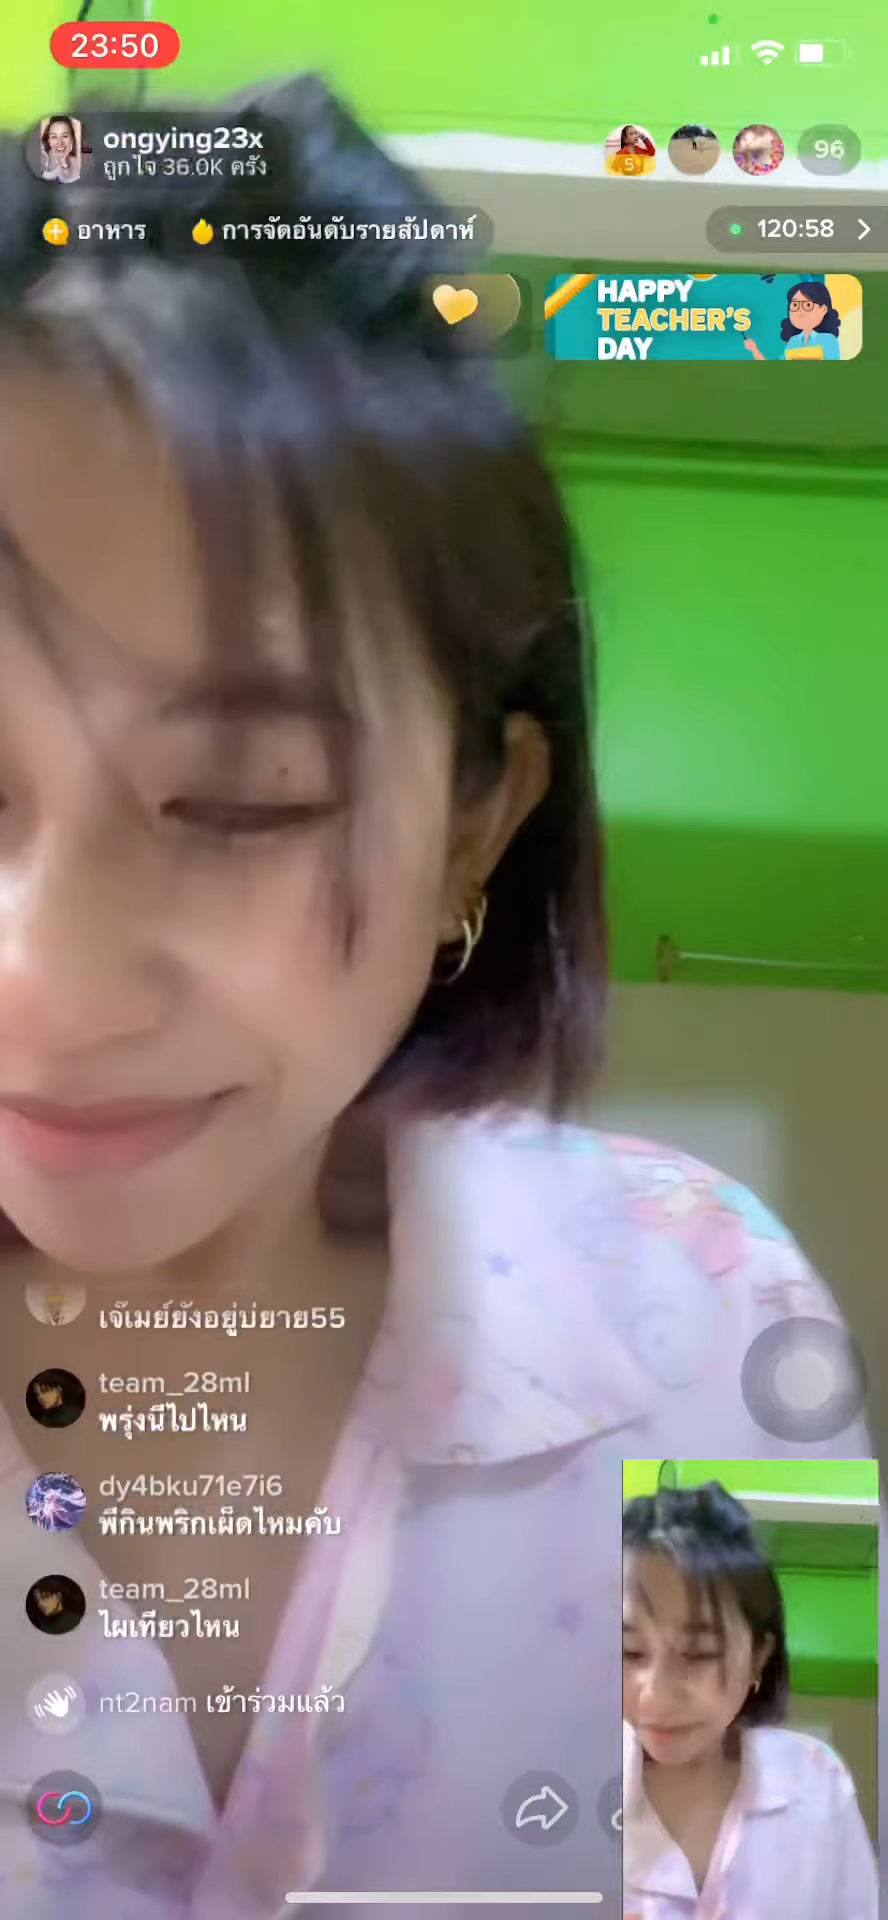 23:50
ongying23x
ถูกใจ 36.0K ครั้ง
5
96
อาหาร
การจัดอันดับรายสัปดาห์
120:58
HAPPY
TEACHER'S
DAY
เจ๊เมย์ยังอยู่บ่ยาย55
team_28ml
พรุ่งนี้ไปไหน
dy4bku71e7i6
พี่กินพริกเผ็ดไหมคับ
team_28ml
ไผเที่ยวไหน
nt2nam เข้าร่วมแล้ว